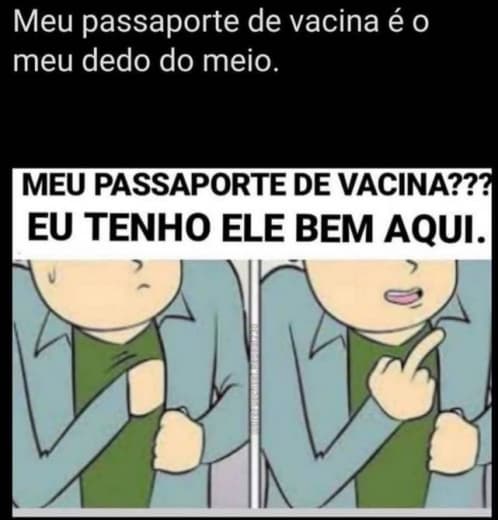 Meu passaporte de vacina é o
meu dedo do meio.
MEU PASSAPORTE DE VACINA???
EU TENHO ELE BEM AQUI.